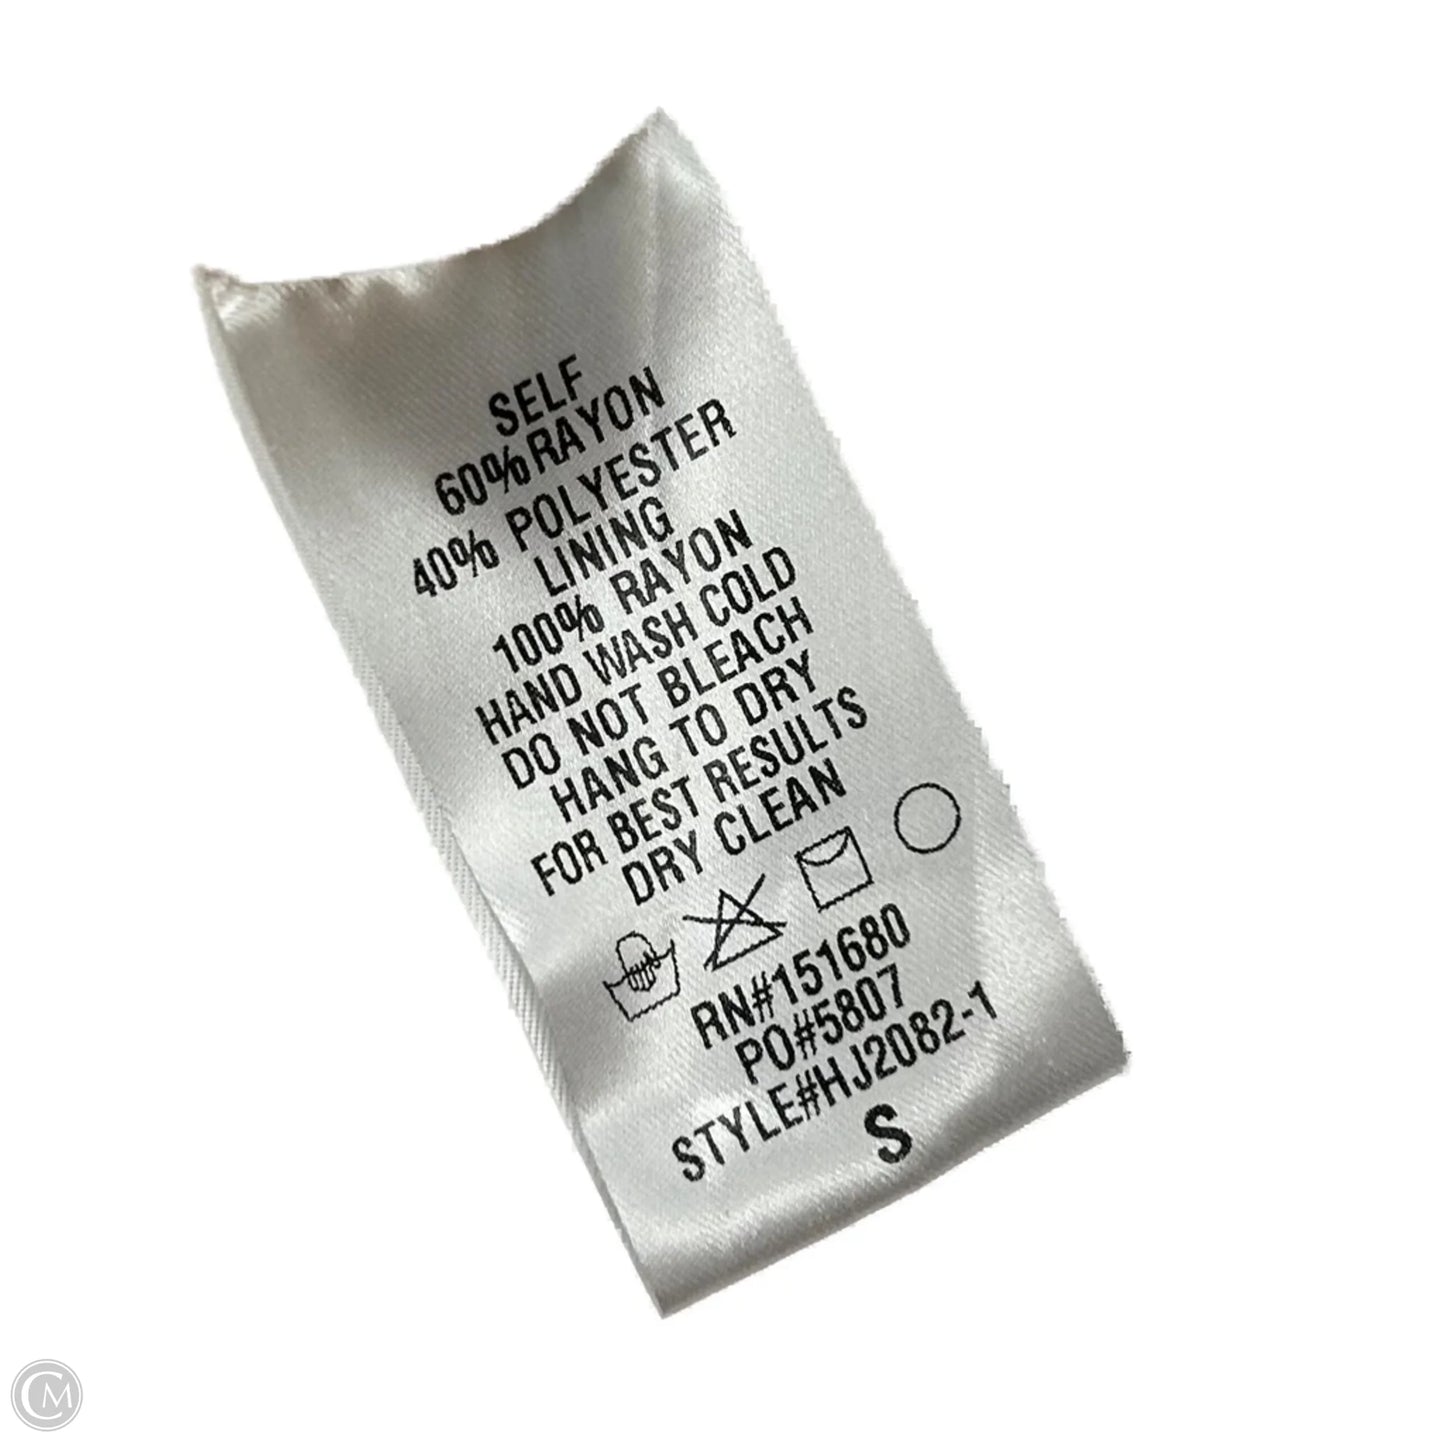 SELF
60%RAYON
40% POLYESTER
LINING
100% RAYON
HAND WASH COLD
DO NOT BLEACH
HANG TO DRY
FOR BEST RESULTS
DRY CLEAN
RN#151680
PO#5807
STYLE#HJ2082-1
S
CM